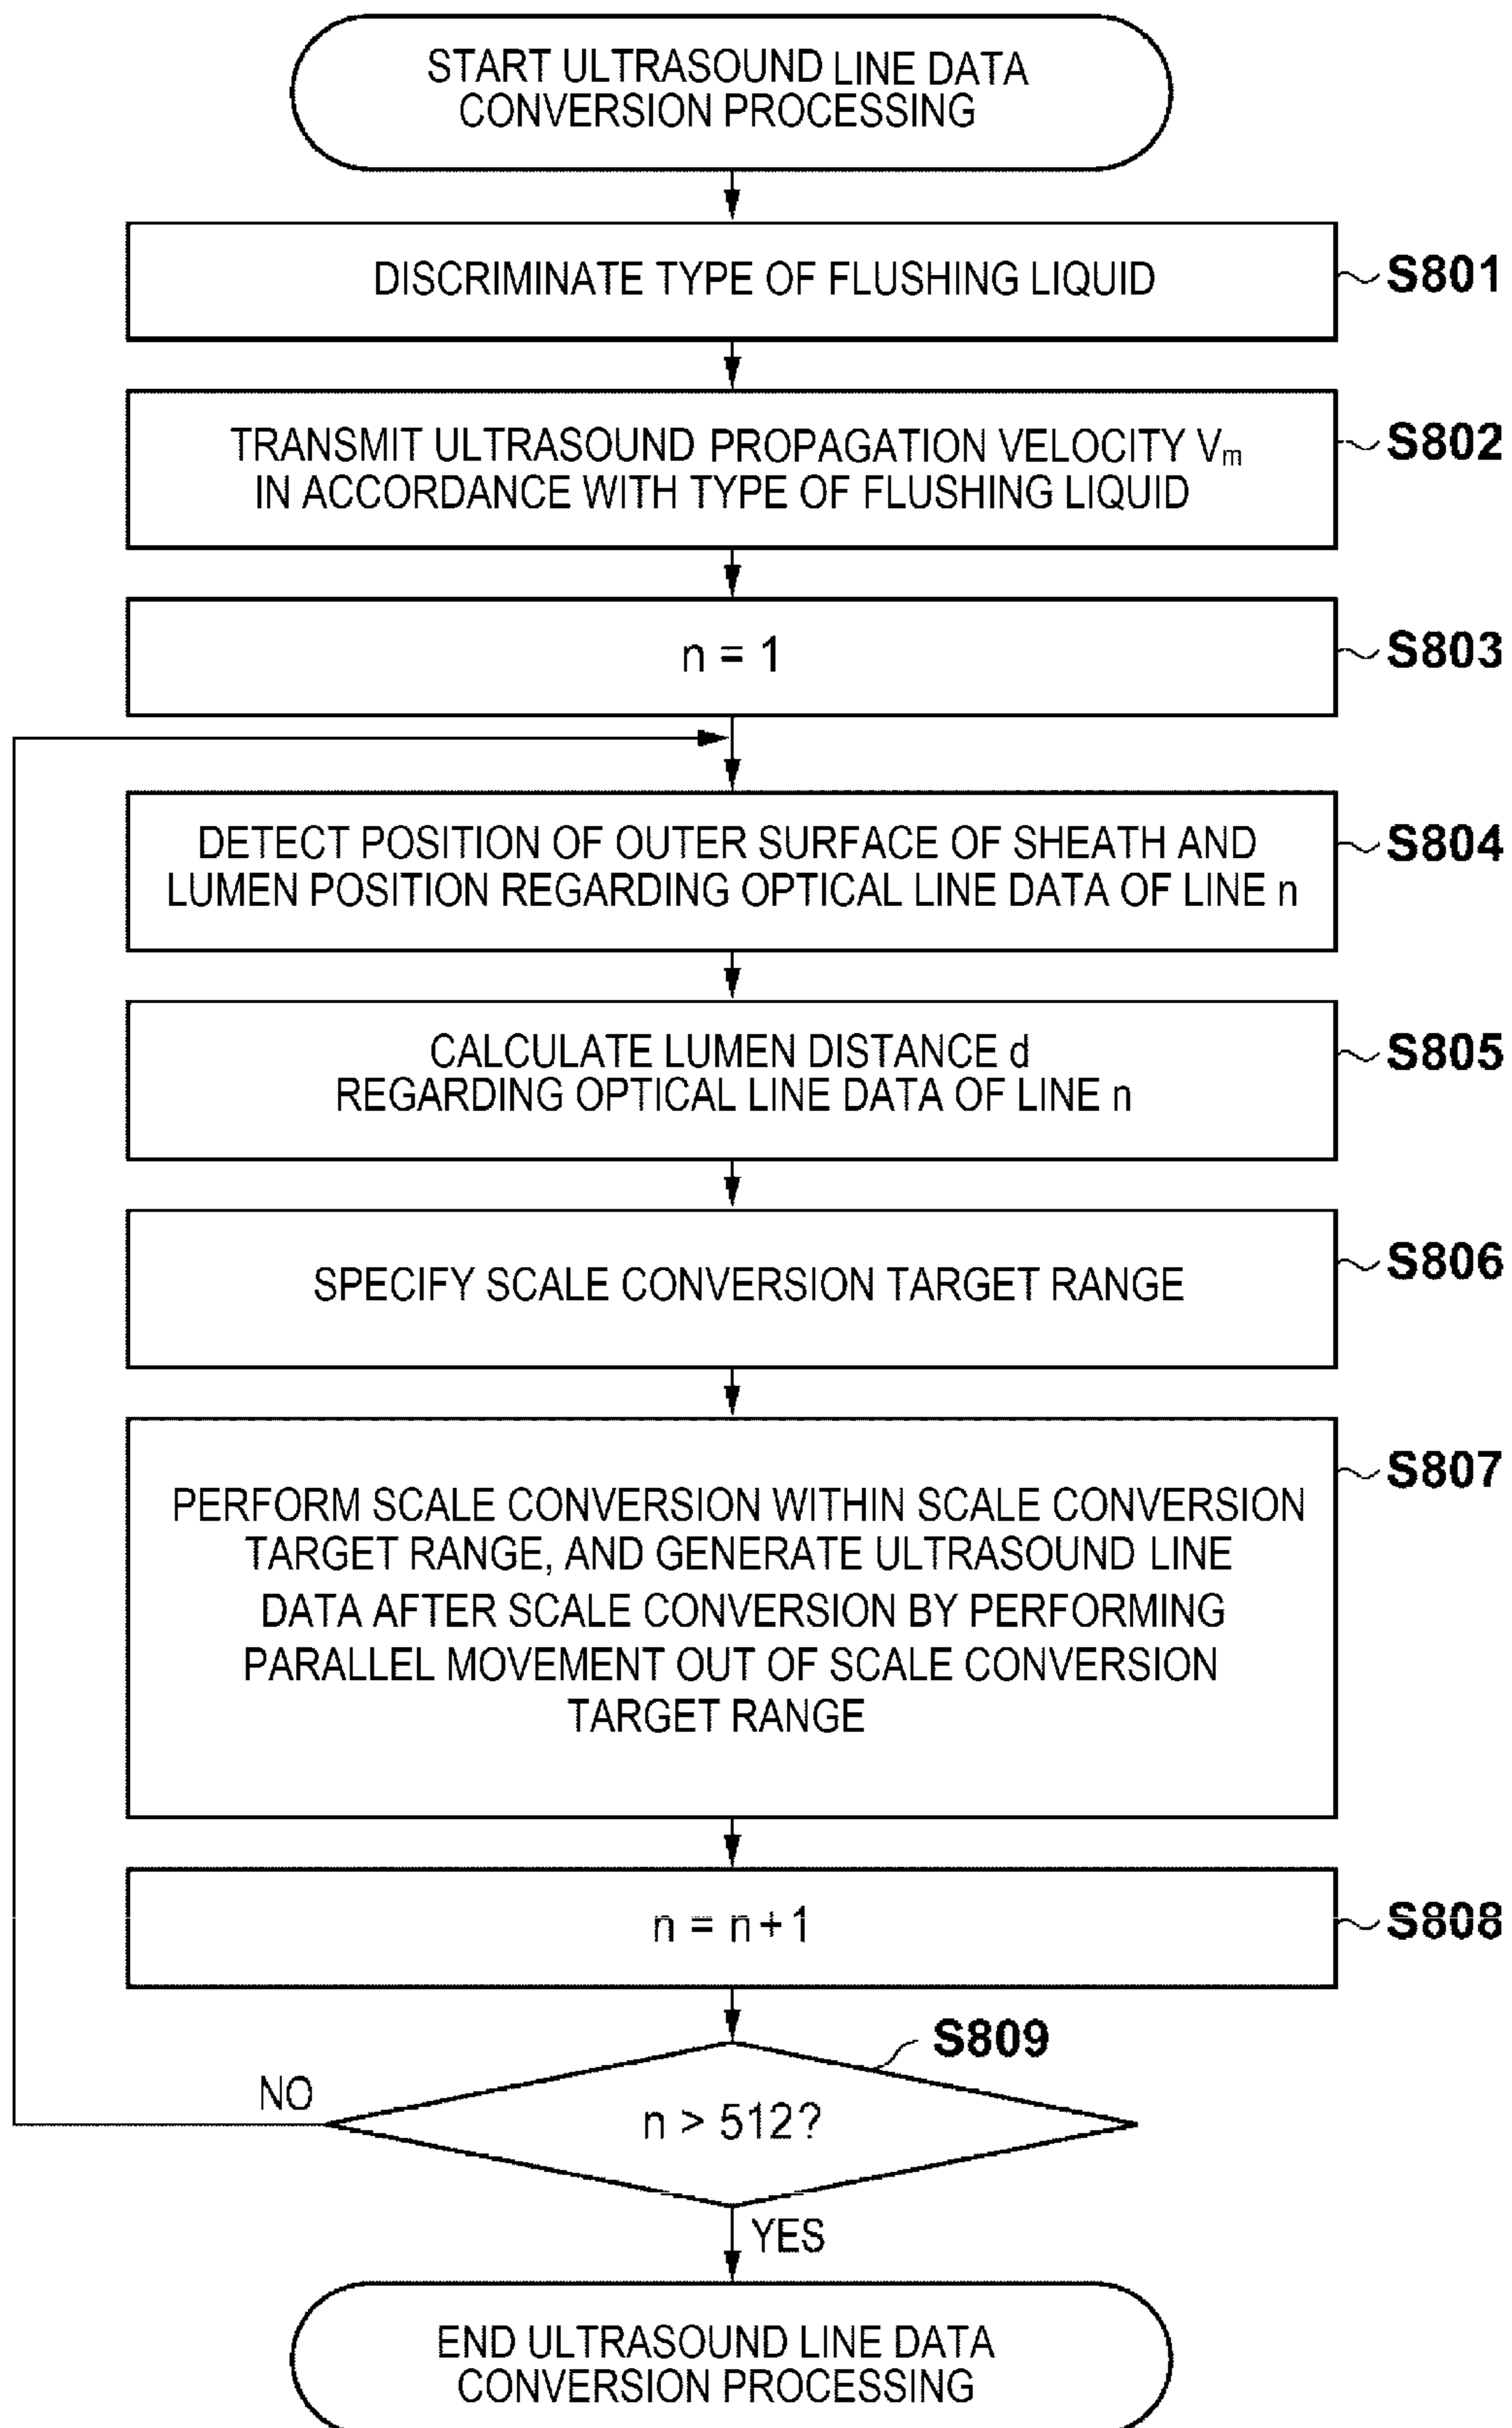 START ULTRASOUND LINE DATA
CONVERSION PROCESSING
DISCRIMINATE TYPE OF FLUSHING LIQUID
S801
TRANSMIT ULTRASOUND PROPAGATION VELOCITY Vm
IN ACCORDANCE WITH TYPE OF FLUSHING LIQUID
S802
n = 1
S803
DETECT POSITION OF OUTER SURFACE OF SHEATH AND
LUMEN POSITION REGARDING OPTICAL LINE DATA OF LINE n
S804
CALCULATE LUMEN DISTANCE d
REGARDING OPTICAL LINE DATA OF LINE n
S805
SPECIFY SCALE CONVERSION TARGET RANGE
S806
PERFORM SCALE CONVERSION WITHIN SCALE CONVERSION
TARGET RANGE, AND GENERATE ULTRASOUND LINE
DATA AFTER SCALE CONVERSION BY PERFORMING
PARALLEL MOVEMENT OUT OF SCALE CONVERSION
TARGET RANGE
S807
n = n+1
S808
S809
n > 512?
NO
YES
END ULTRASOUND LINE DATA
CONVERSION PROCESSING